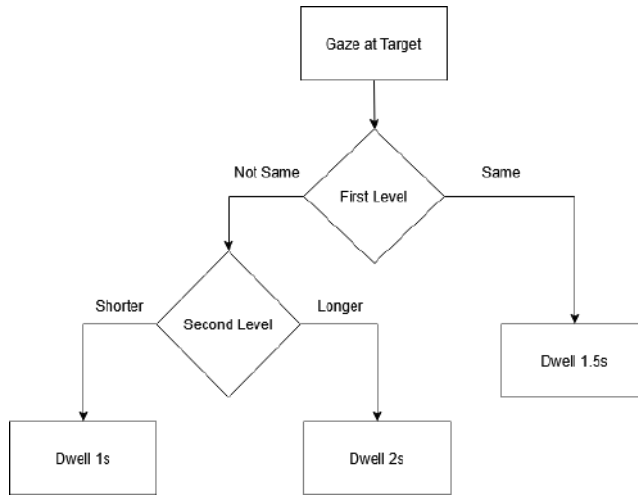 Gaze at Target
Not Same
Same
First Level
Shorter
Longer
Second Level
Dwell 1.5s
Dwell 1s
Dwell 2s